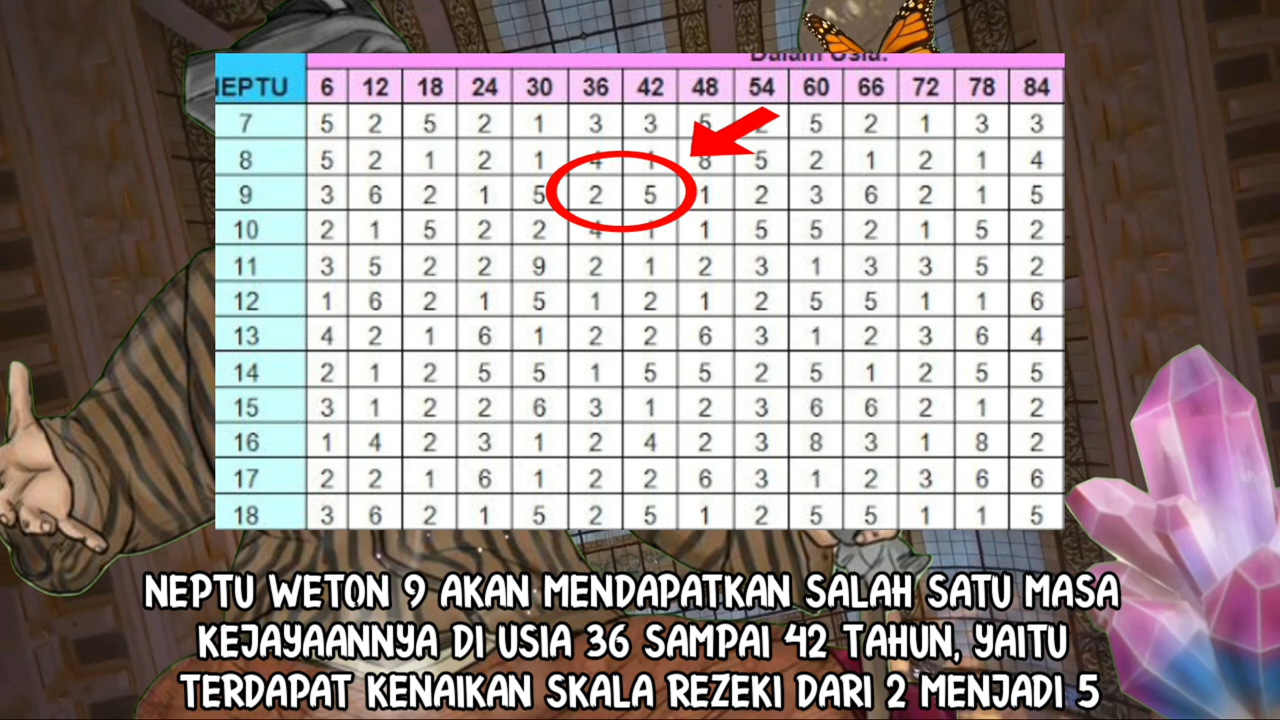 Dalam Usia:
NEPTU 6 12 18 24 30 36 42 48 54 60 66 72 78 84
7 5 2 5 2 1 3 3 5 2 5 2 1 3 3
8 5 2 1 2 1 4 1 8 5 2 1 2 1 4
9 3 6 2 1 5 2 5 1 2 3 6 2 1 5
10 2 1 5 2 2 4 1 1 5 5 2 1 5 2
11 3 5 2 2 9 2 1 2 3 1 3 3 5 2
12 1 6 2 1 5 1 2 1 2 5 5 1 1 6
13 4 2 1 6 1 2 2 6 3 1 2 3 6 4
14 2 1 2 5 5 1 5 5 2 5 1 2 5 5
15 3 1 2 2 6 3 1 2 3 6 6 2 1 2
16 1 4 2 3 1 2 4 2 3 8 3 1 8 2
17 2 2 1 6 1 2 2 6 3 1 2 3 6 6
18 3 6 2 1 5 2 5 1 2 5 5 1 1 5
NEPTU WETON 9 AKAN MENDAPATKAN SALAH SATU MASA
KEJAYAANNYA DI USIA 36 SAMPAI 42 TAHUN, YAITU
TERDAPAT KENAIKAN SKALA REZEKI DARI 2 MENJADI 5